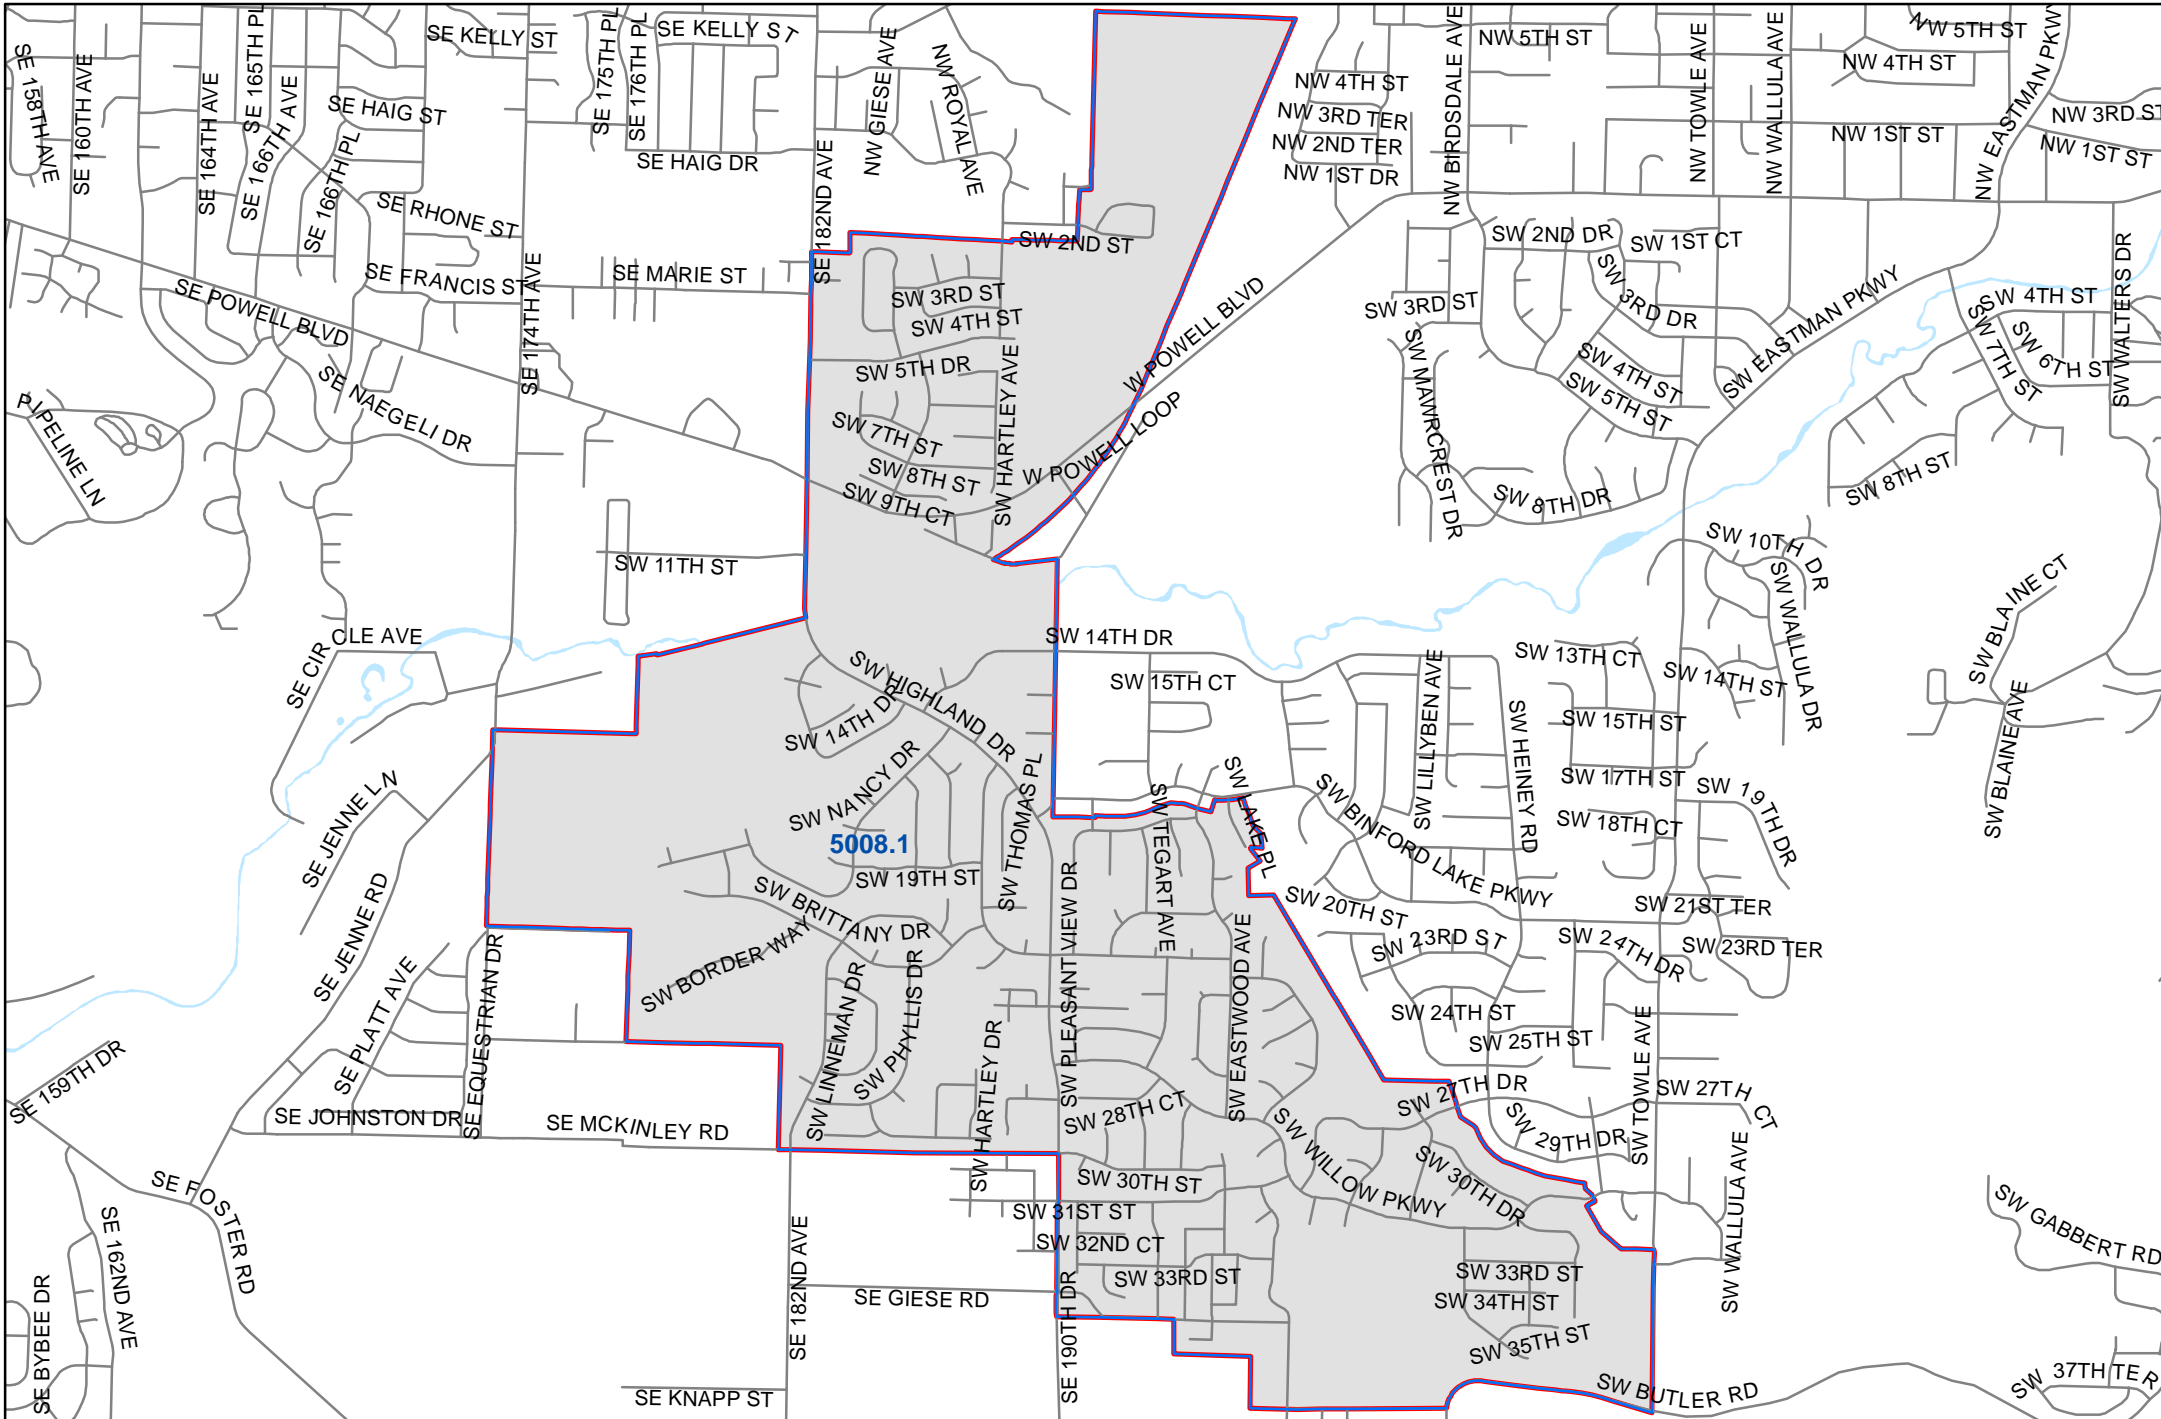 SE KELLY ST
SE 175TH PL
SE 176TH PL
SE KELLY ST
NW GIESE AVE
NW ROYAL AVE
NW BIRSDALE AVE
NW 5TH ST
NW TOWLE AVE
NW WALLULA AVE
NW 5TH ST
NW EASTMAN PKWY
SE 158TH AVE
SE 160TH AVE
SE 164TH AVE
SE 165TH PL
SE 166TH AVE
SE HAIG ST
NW 4TH ST
NW 4TH ST
NW 3RD TER
NW 3RD ST
NW 2ND TER
NW 1ST ST
NW 1ST ST
SE 166TH PL
SE HAIG DR
SE 182ND AVE
NW 1ST DR
SE RHONE ST
SW 2ND ST
SW 2ND DR
SW 1ST CT
SW WALTERS DR
SE FRANCIS ST
SE 174TH AVE
SE MARIE ST
SW 3RD ST
SW 3RD ST
SW 3RD DR
SW EASTMAN PKWY
SW 4TH ST
SE POWELL BLVD
SW 4TH ST
W POWELL BLVD
SW MAWRCREST DR
SW 7TH ST
SW 6TH ST
SW 5TH DR
SW HARTLEY AVE
SW 4TH ST
SW 5TH ST
SE NAEGELI DR
PIPELINE LN
SW 7TH ST
W POWELL LOOP
SW 8TH ST
SW 9TH CT
SW 8TH DR
SW 8TH ST
SW 11TH ST
SW 10TH DR
SW WALLULA DR
SW BLAINE CT
SE CIRCLE AVE
SW 14TH DR
SW HIGHLAND DR
SW 15TH CT
SW LILLYBEN AVE
SW 13TH CT
SW 14TH ST
SW 14TH DR
SW HEINEY RD
SW 15TH ST
SW BLAINE AVE
SE JENNE LN
SW NANCY DR
SW THOMAS PL
SW TEGART AVE
SW LAKE PL
SW BINFORD LAKE PKWY
SW 17TH ST
SW 19TH DR
5008.1
SW 18TH CT
SW 19TH ST
SE JENNE RD
SW BRITTANY DR
SW PLEASANT VIEW DR
SW 20TH ST
SW 21ST TER
SW BORDER WAY
SW EASTWOOD AVE
SW 23RD ST
SW 24TH DR
SW 23RD TER
SE PLATT AVE
SE EQUESTRIAN DR
SW LINNEMAN DR
SW PHYLLIS DR
SW HARTLEY DR
SW 24TH ST
SW 25TH ST
SW TOWLE AVE
SE 159TH DR
SE JOHNSTON DR
SE MCKINLEY RD
SW 28TH CT
SW WILLOW PKWY
SW 27TH DR
SW 27TH CT
SW 29TH DR
SW 30TH DR
SW WALLULA AVE
SE FOSTER RD
SE 162ND AVE
SW 30TH ST
SW 31ST ST
SW 32ND CT
SW GABBERT RD
SE 182ND AVE
SE GIESE RD
SE 190TH DR
SW 33RD ST
SW 33RD ST
SW 34TH ST
SW 35TH ST
SE BYBEE DR
SE KNAPP ST
SW BUTLER RD
SW 37TH TER